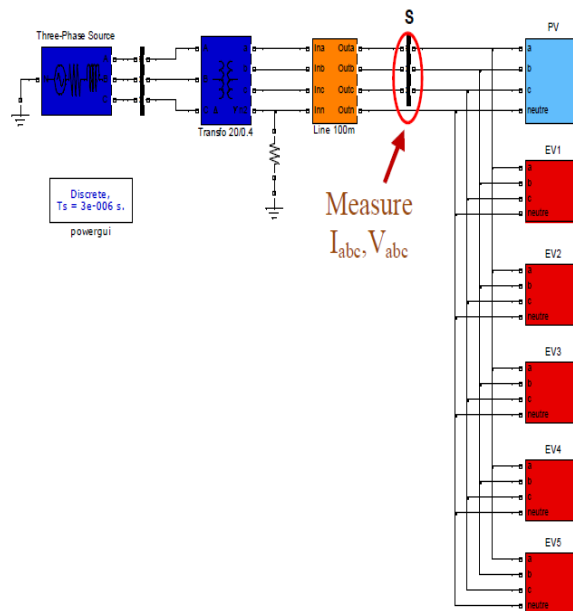 S
PV
Three-Phase Source
A
B
C
A
B
C
a
b
c
Transfo 20/0.4
Ina
Inb
Inc
Inn
Outa
Outb
Outc
Outn
Line 100m
a
b
c
neutre
EV1
a
b
c
neutre
Discrete,
Ts = 3e-006 s.
powergui
Measure
Iabc, Vabc
EV2
a
b
c
neutre
EV3
a
b
c
neutre
EV4
a
b
c
neutre
EV5
a
b
c
neutre